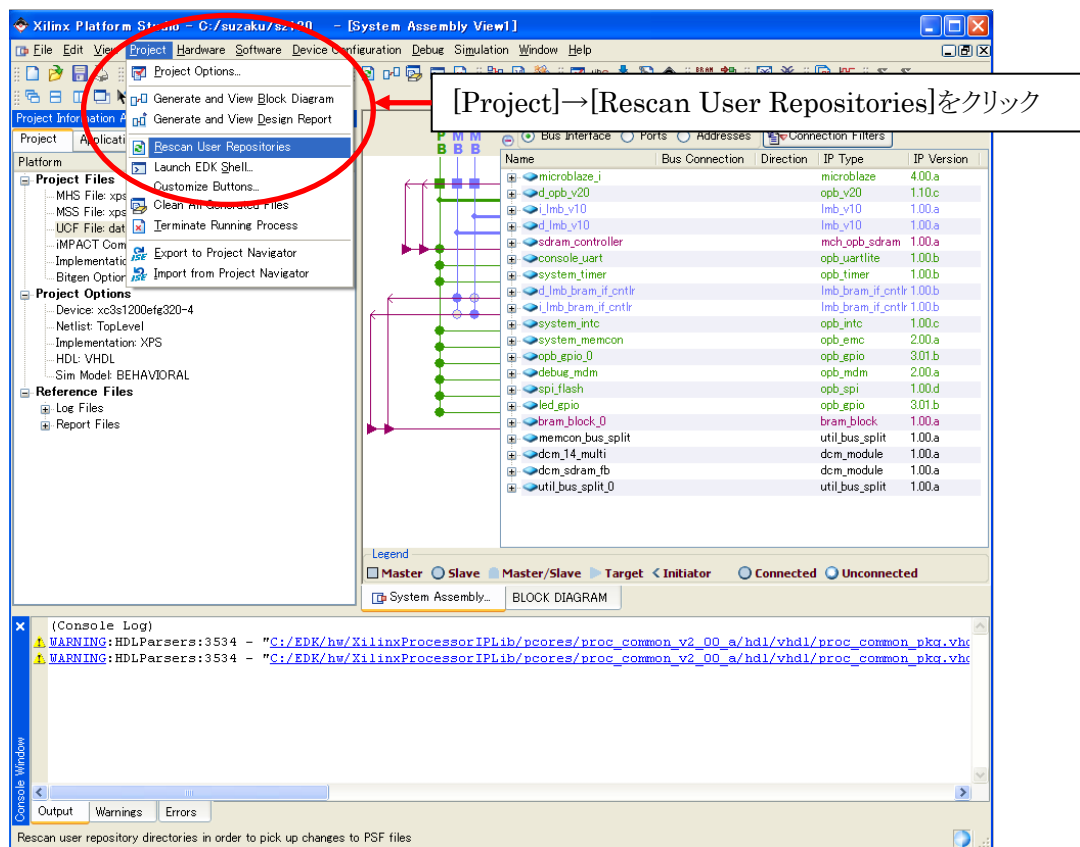 Xilinx Platform Studio - C:/suzaku/sz130 - [System Assembly View1]
File Edit View Project Hardware Software Device Configuration Debug Simulation Window Help
Project Options...
Generate and View Block Diagram
Generate and View Design Report
Rescan User Repositories
Launch EDK Shell...
Customize Buttons...
Clean All Generated Files
Terminate Running Process
Export to Project Navigator
Import from Project Navigator
[Project]→[Rescan User Repositories]をクリック
Project Information
Project
Platform
Project Files
MHS File: xps
MSS File: xps
UCF File: dat
iMPACT Com
Implementatic
Bitgen Option
Project Options
Device: xc3s1200efg320-4
Netlist: TopLevel
Implementation: XPS
HDL: VHDL
Sim Model: BEHAVIORAL
Reference Files
Log Files
Report Files
P M M
B B B
Bus Interface Ports Addresses Connection Filters
Name Bus Connection Direction IP Type IP Version
microblaze_i microblaze 4.00.a
d_opb_v20 opb_v20 1.10.c
i_lmb_v10 lmb_v10 1.00.a
d_lmb_v10 lmb_v10 1.00.a
sdram_controller mch_opb_sdram 1.00.a
console_uart opb_uartlite 1.00.b
system_timer opb_timer 1.00.b
d_lmb_bram_if_cntlr lmb_bram_if_cntlr 1.00.b
i_lmb_bram_if_cntlr lmb_bram_if_cntlr 1.00.b
system_intc opb_intc 1.00.c
system_memcon opb_emc 2.00.a
opb_gpio_0 opb_gpio 3.01.b
debug_mdm opb_mdm 2.00.a
spi_flash opb_spi 1.00.d
led_gpio opb_gpio 3.01.b
bram_block_0 bram_block 1.00.a
memcon_bus_split util_bus_split 1.00.a
dcm_14_multi dcm_module 1.00.a
dcm_sdram_fb dcm_module 1.00.a
util_bus_split_0 util_bus_split 1.00.a
Legend
Master Slave Master/Slave Target Initiator Connected Unconnected
System Assembly... BLOCK DIAGRAM
(Console Log)
WARNING:HDLParsers:3534 - "C:/EDK/hw/XilinxProcessorIPLib/pcores/proc_common_v2_00_a/hdl/vhdl/proc_common_pkg.vhd
WARNING:HDLParsers:3534 - "C:/EDK/hw/XilinxProcessorIPLib/pcores/proc_common_v2_00_a/hdl/vhdl/proc_common_pkg.vhd
Console Window
Output Warnings Errors
Rescan user repository directories in order to pick up changes to PSF files